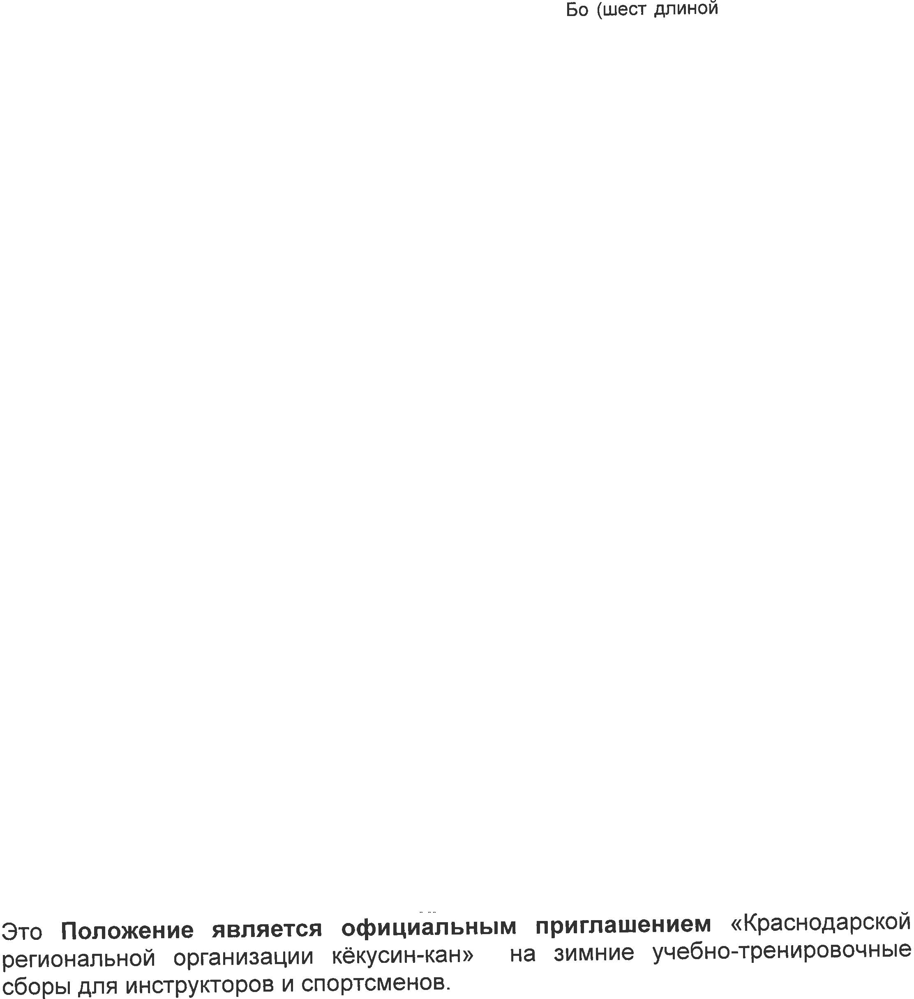 Бо (шест длиной
Это Положение является официальным приглашением «Краснодарской
региональной организации кёкусин-кан» на зимние учебно-тренировочные
сборы для инструкторов и спортсменов.